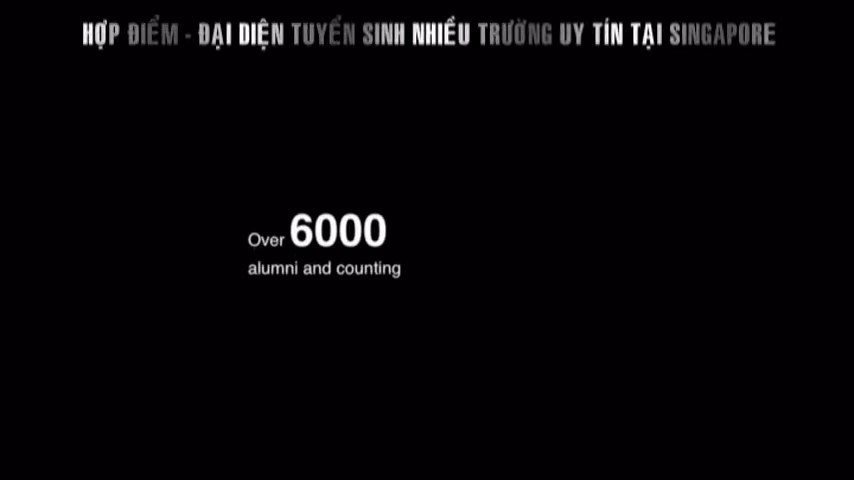 HỢP ĐIỂM - ĐẠI DIỆN TUYỂN SINH NHIỀU TRƯỜNG UY TÍN TẠI SINGAPORE
Over 6000
alumni and counting